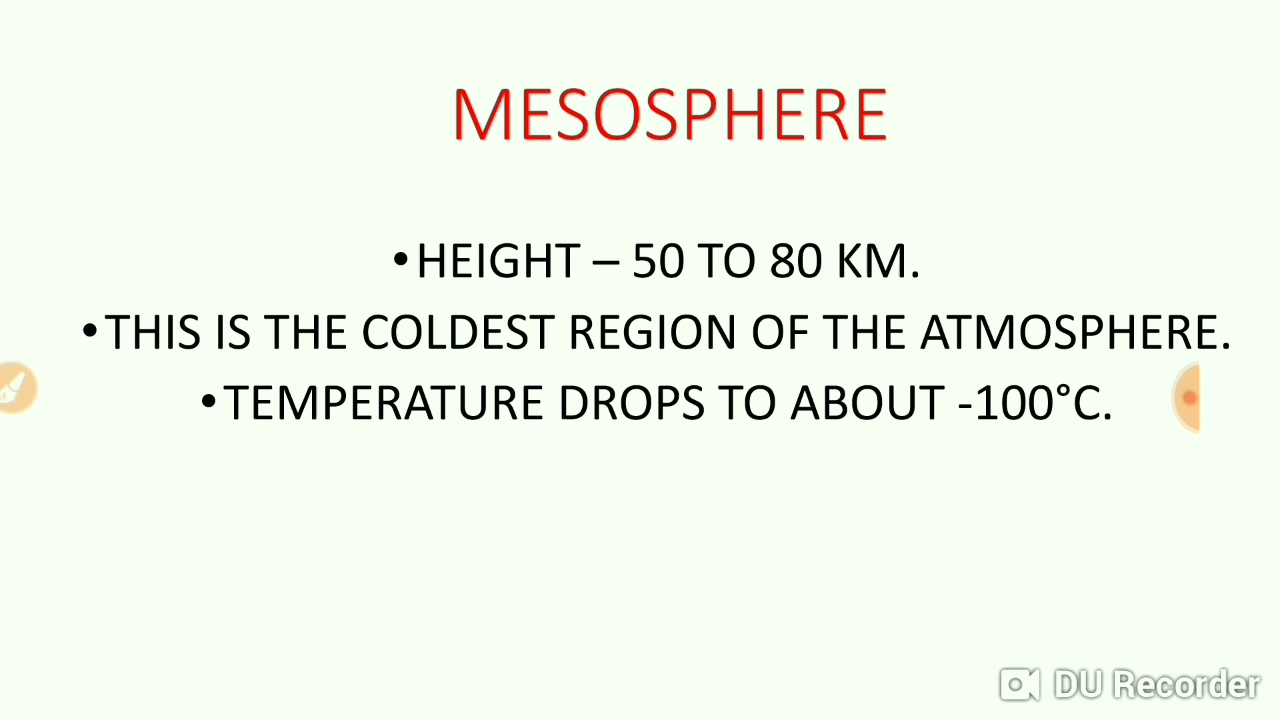 MESOSPHERE
•HEIGHT – 50 TO 80 KM.
•THIS IS THE COLDEST REGION OF THE ATMOSPHERE.
•TEMPERATURE DROPS TO ABOUT -100°C.
DU Recorder